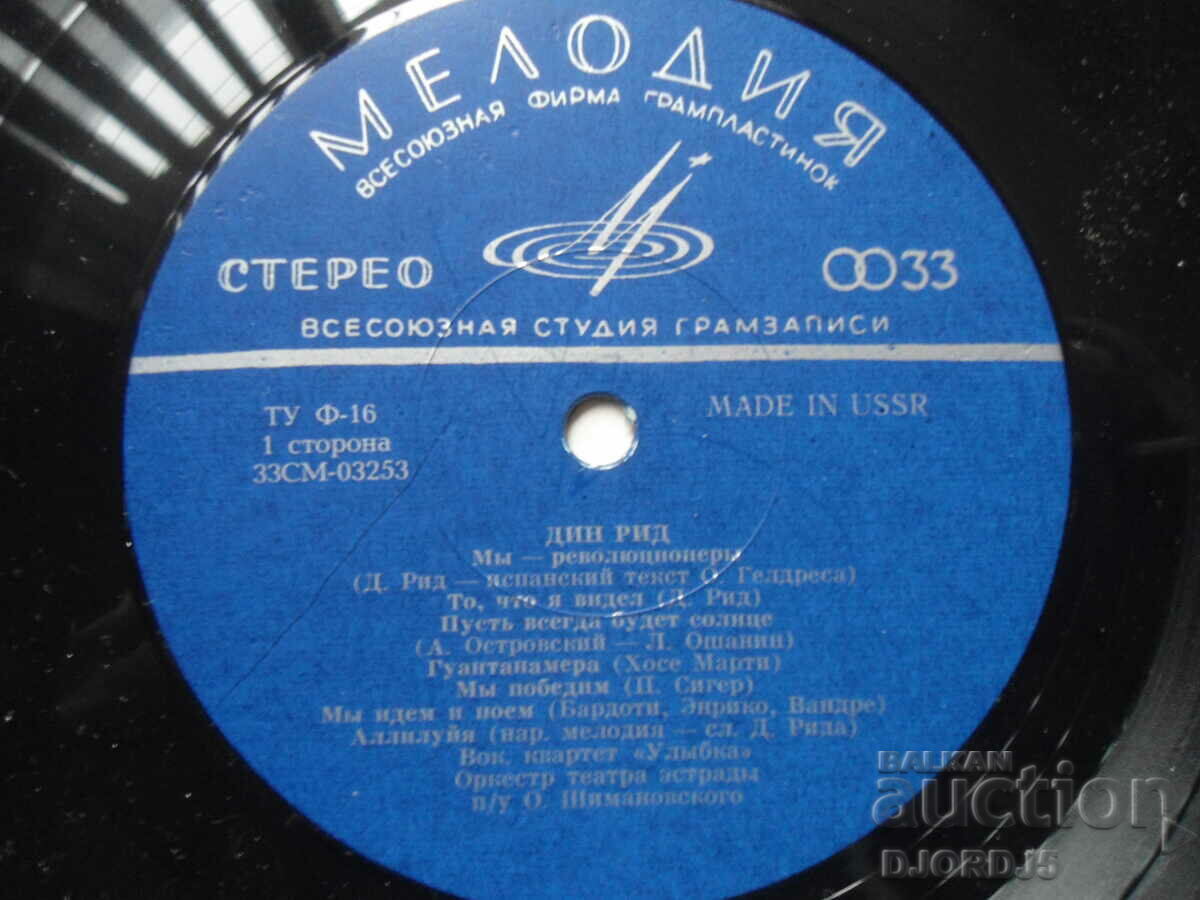 МЕЛОДИЯ
ВСЕСОЮЗНАЯ ФИРМА ГРАМПЛАСТИНОК
СТЕРЕО
33
ВСЕСОЮЗНАЯ СТУДИЯ ГРАМЗАПИСИ
ТУ Ф-16
MADE IN USSR
1 сторона
33СМ-03253
ДИН РИД
Мы — революционеры
(Д. Рид — испанский текст О. Гелдреса)
То, что я видел (Д. Рид)
Пусть всегда будет солнце
(А. Островский — Л. Ошанин)
Гуантанамера (Хосе Марти)
Мы победим (П. Сигер)
Мы идем и поем (Бардоти, Энрико, Вандре)
Аллилуйя (нар. мелодия — сл. Д. Рида)
Вок. квартет «Улыбка»
Оркестр театра эстрады
п/у О. Шимановского
BALKAN
auction
DJORDJ5